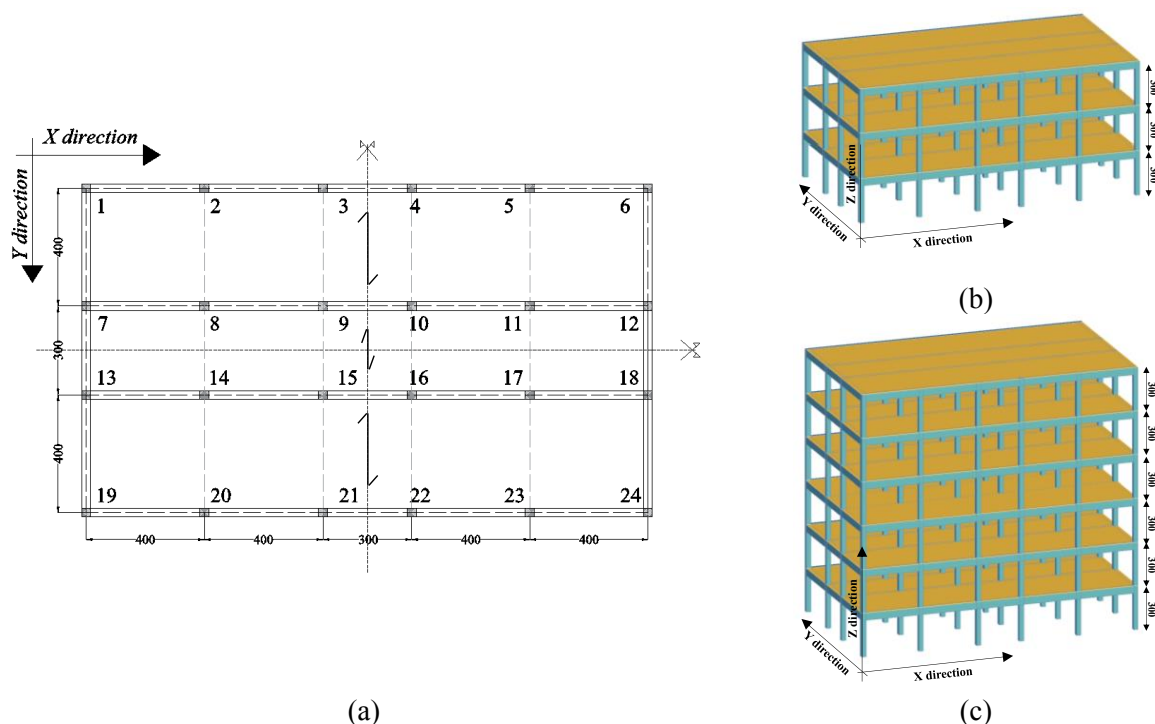 X direction
Y direction
1 2 3 4 5 6
400
7 8 9 10 11 12
300
13 14 15 16 17 18
400
19 20 21 22 23 24
400 400 300 400 400
(a)
300
300
300
Z direction
Y direction
X direction
(b)
300
300
300
300
300
300
Z direction
Y direction
X direction
(c)